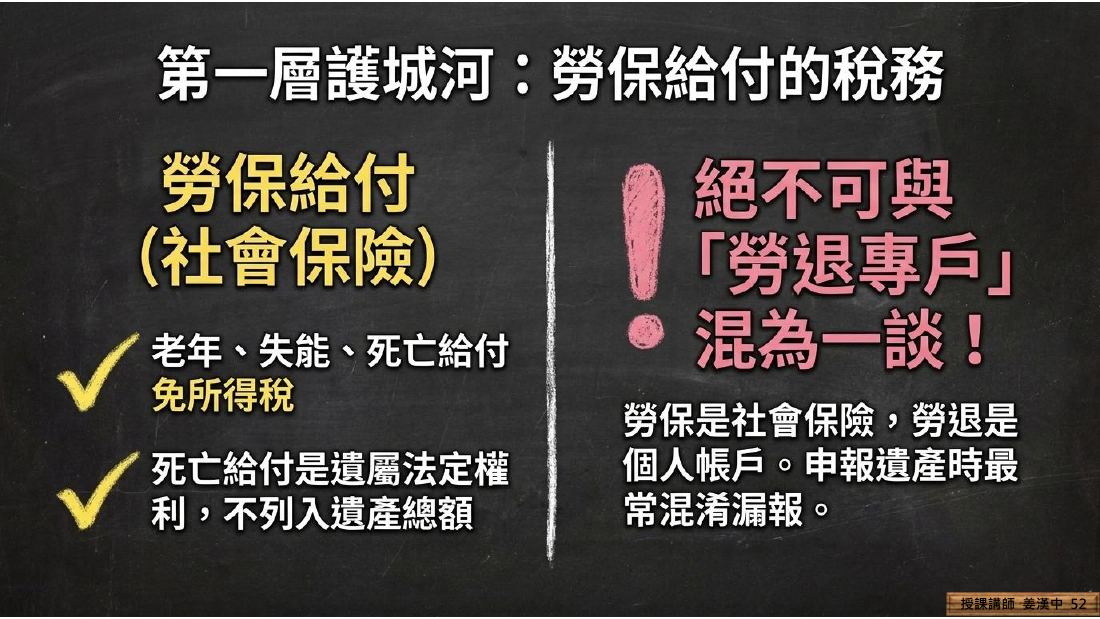 第一層護城河：勞保給付的稅務
勞保給付
（社會保險）
老年、失能、死亡給付
免所得稅
死亡給付是遺屬法定權
利，不列入遺產總額
絕不可與
「勞退專戶」
混為一談！
勞保是社會保險，勞退是
個人帳戶。申報遺產時最
常混淆漏報。
授課講師 姜漢中 52